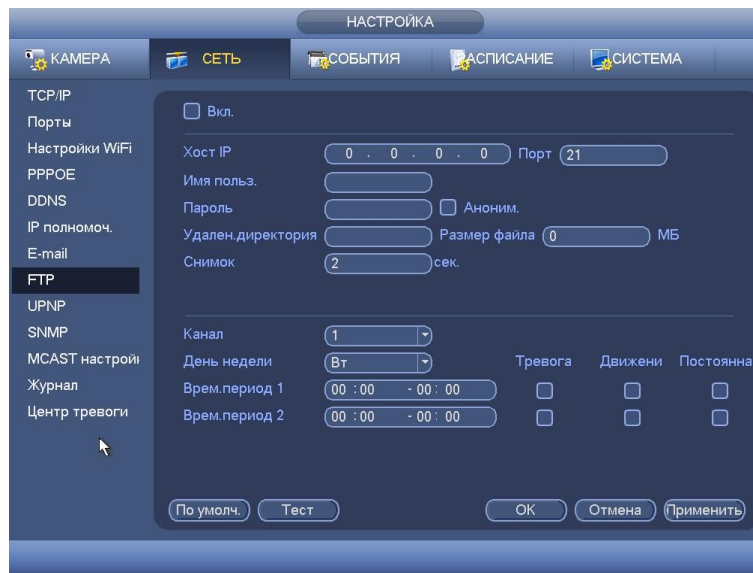 НАСТРОЙКА
КАМЕРА СЕТЬ СОБЫТИЯ АСПИСАНИЕ СИСТЕМА
TCP/IP
Порты
Настройки WiFi
PPPOE
DDNS
IP полномоч.
E-mail
FTP
UPNP
SNMP
MCAST настрой
Журнал
Центр тревоги
Вкл.
Хост IP 0 . 0 . 0 . 0 Порт 21
Имя польз.
Пароль Аноним.
Удален.директория Размер файла 0 МБ
Снимок 2 сек.
Канал 1
День недели Вт Тревога Движени Постоянна
Врем.период 1 00 :00 - 00 : 00
Врем.период 2 00 :00 - 00 : 00
По умолч. Тест OK Отмена Применить